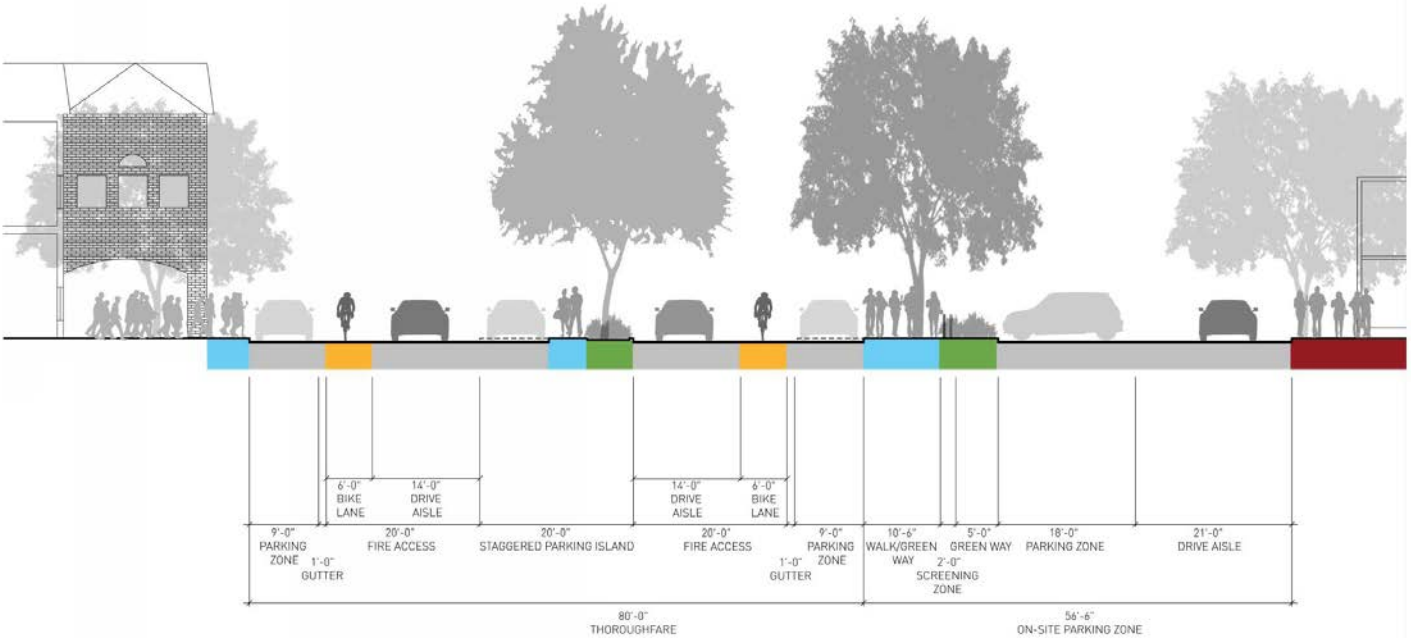 6'-0"
BIKE
LANE
14'-0"
DRIVE
AISLE
14'-0"
DRIVE
AISLE
6'-0"
BIKE
LANE
9'-0"
PARKING
ZONE
1'-0"
GUTTER
20'-0"
FIRE ACCESS
20'-0"
STAGGERED PARKING ISLAND
20'-0"
FIRE ACCESS
1'-0"
GUTTER
9'-0"
PARKING
ZONE
10'-6"
WALK/GREEN
WAY
2'-0"
SCREENING
ZONE
5'-0"
GREEN WAY
18'-0"
PARKING ZONE
21'-0"
DRIVE AISLE
80'-0"
THOROUGHFARE
56'-6"
ON-SITE PARKING ZONE